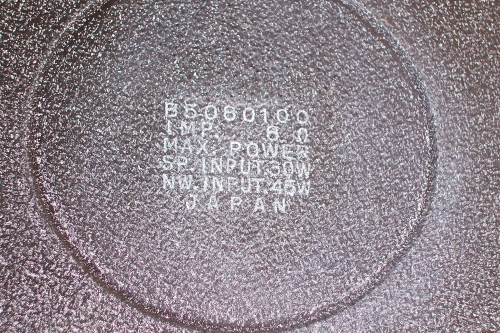 B5060100
IMP. 6 Ω
MAX. POWER
SP. INPUT:30W
NW. INPUT:45W
JAPAN